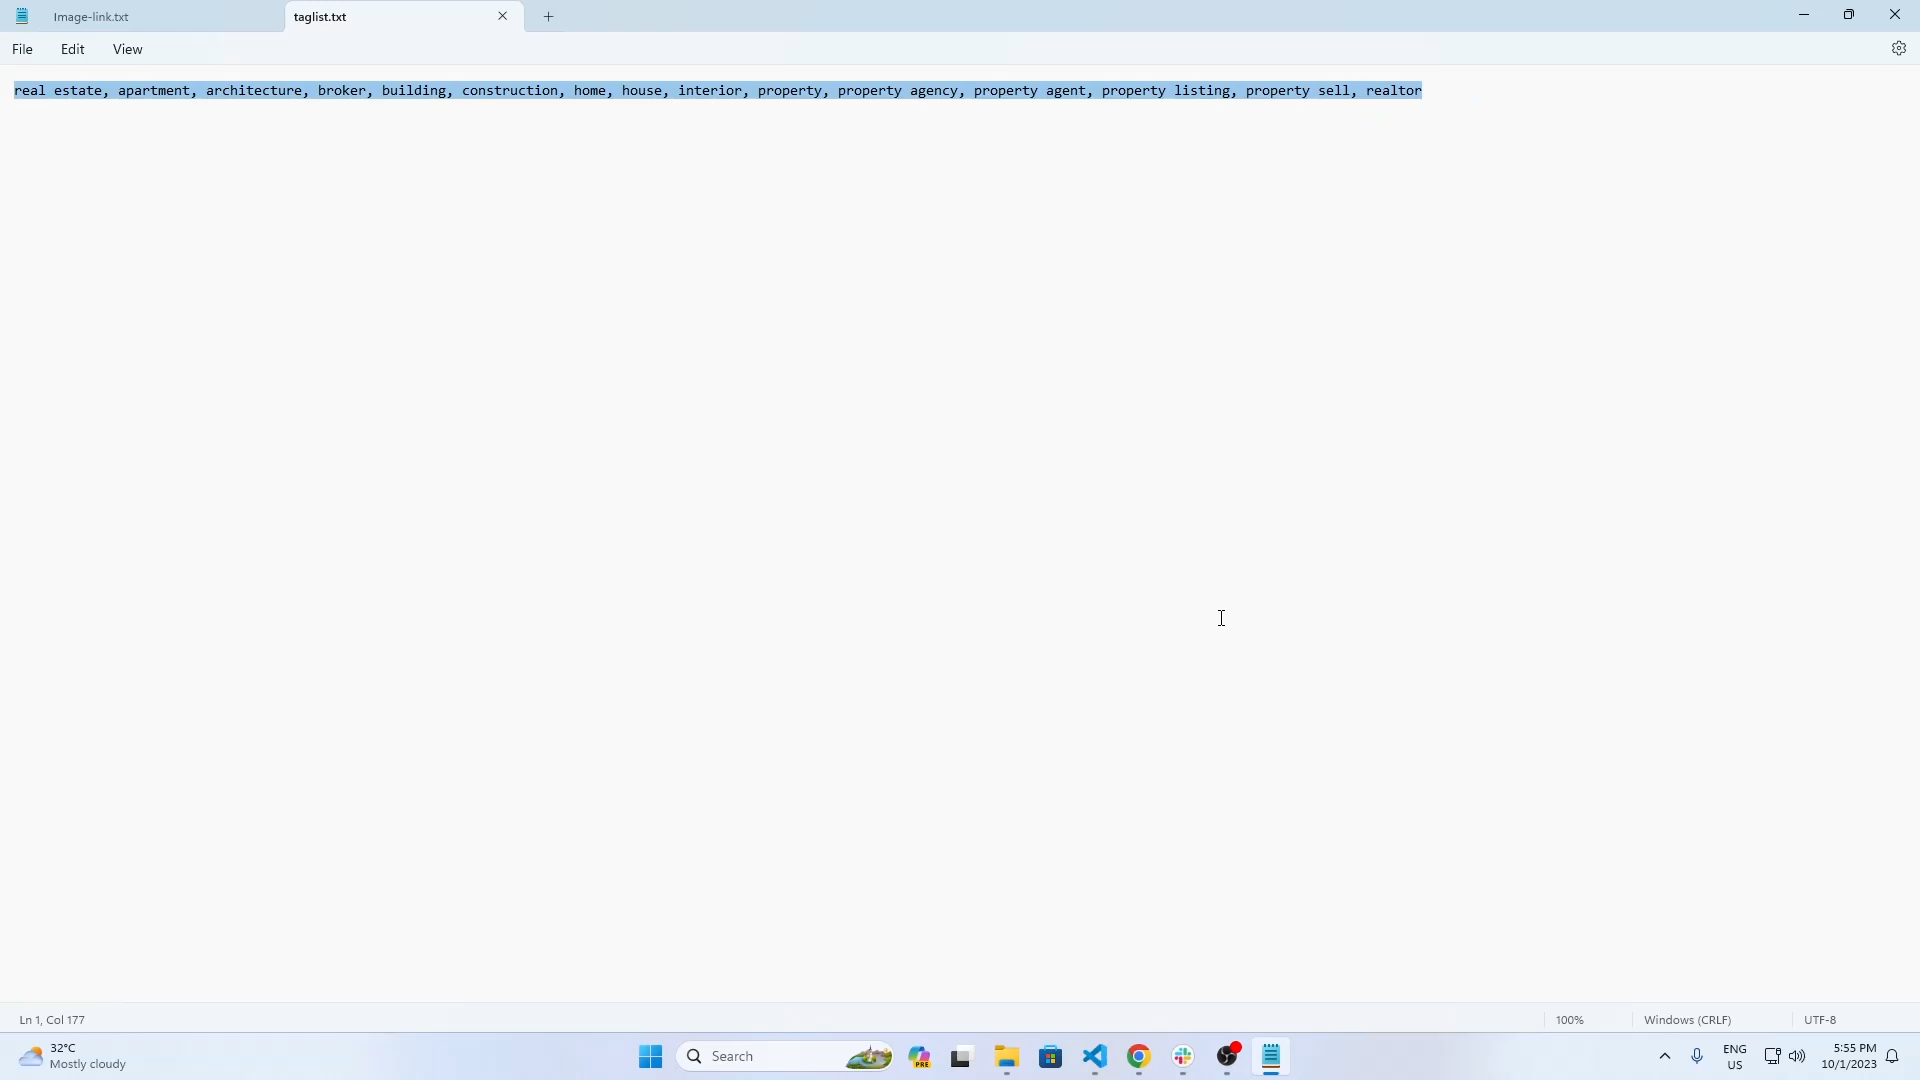 Image-link.txt
taglist.txt
File Edit View
real estate, apartment, architecture, broker, building, construction, home, house, interior, property, property agency, property agent, property listing, property sell, realtor
Ln 1, Col 177
100%
Windows (CRLF)
UTF-8
32°C
Mostly cloudy
Search
PRE
ENG
US
5:55 PM
10/1/2023